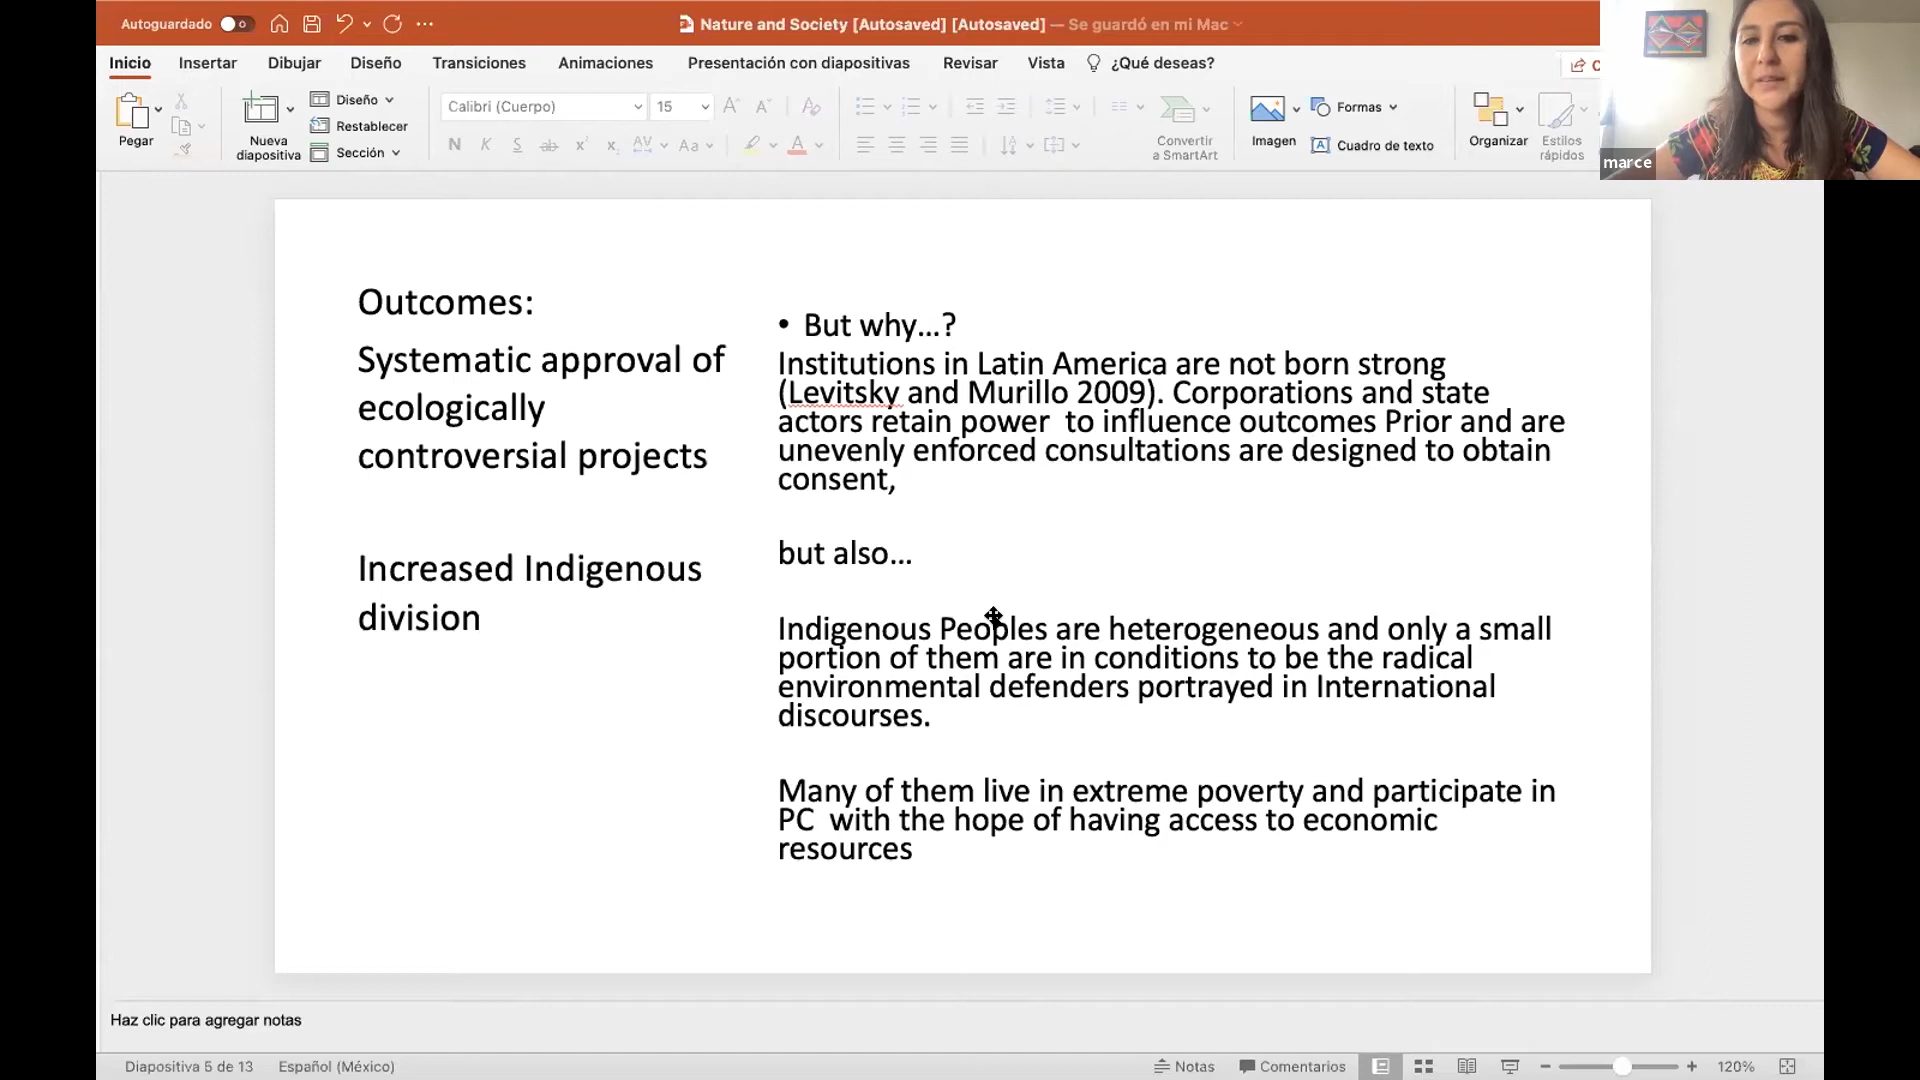 Autoguardado
Nature and Society [Autosaved] [Autosaved] — Se guardó en mi Mac
Inicio Insertar Dibujar Diseño Transiciones Animaciones Presentación con diapositivas Revisar Vista ¿Qué deseas? C
Pegar
Nueva
diapositiva
Diseño
Restablecer
Sección
Calibri (Cuerpo) 15
N K S ab x x AV Aa A
Convertir
a SmartArt
Imagen
Formas
Cuadro de texto
Organizar
Estilos
rápidos
marce
Outcomes:
Systematic approval of
ecologically
controversial projects
Increased Indigenous
division
• But why...?
Institutions in Latin America are not born strong
(Levitsky and Murillo 2009). Corporations and state
actors retain power  to influence outcomes Prior and are
unevenly enforced consultations are designed to obtain
consent,
but also...
Indigenous Peoples are heterogeneous and only a small
portion of them are in conditions to be the radical
environmental defenders portrayed in International
discourses.
Many of them live in extreme poverty and participate in
PC  with the hope of having access to economic
resources
Haz clic para agregar notas
Diapositiva 5 de 13 Español (México) Notas Comentarios 120%